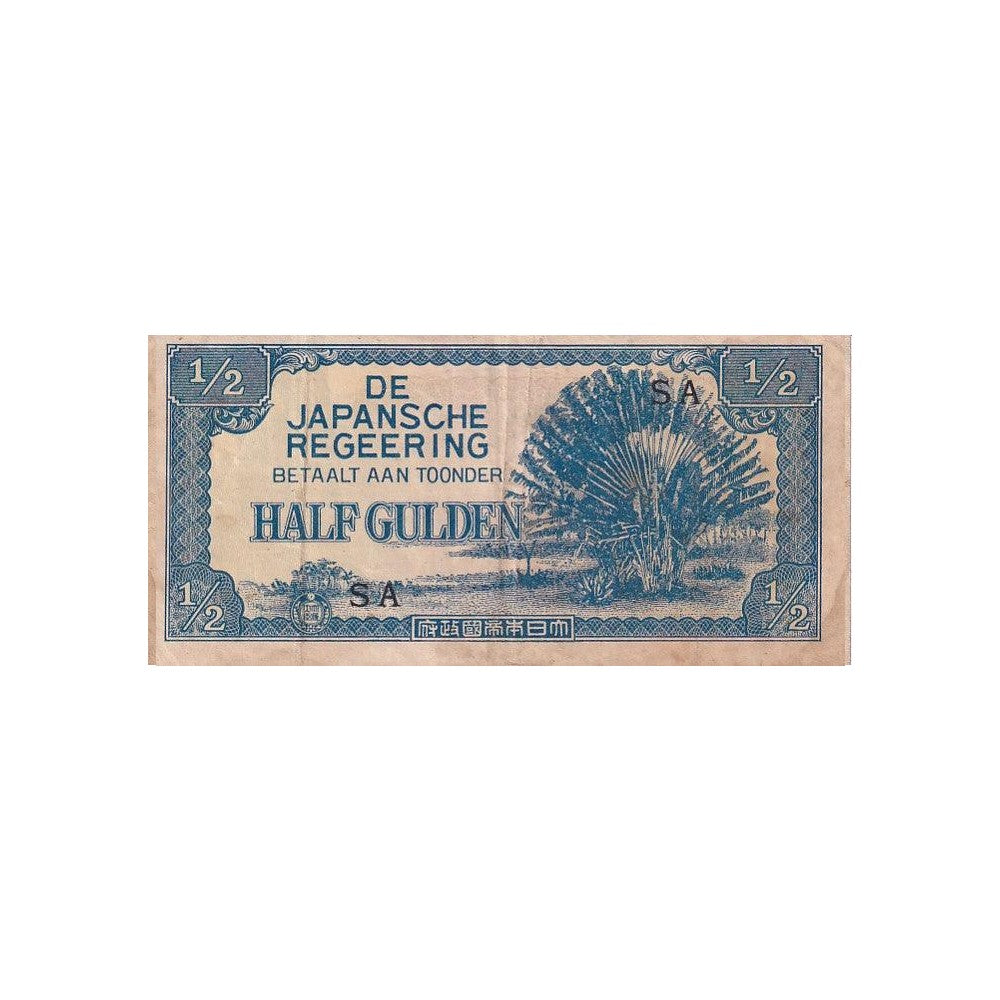 1/2
1/2
DE
JAPANSCHE
REGEERING
BETAALT AAN TOONDER
HALF GULDEN
SA
SA
1/2
1/2
府政國帝本日大